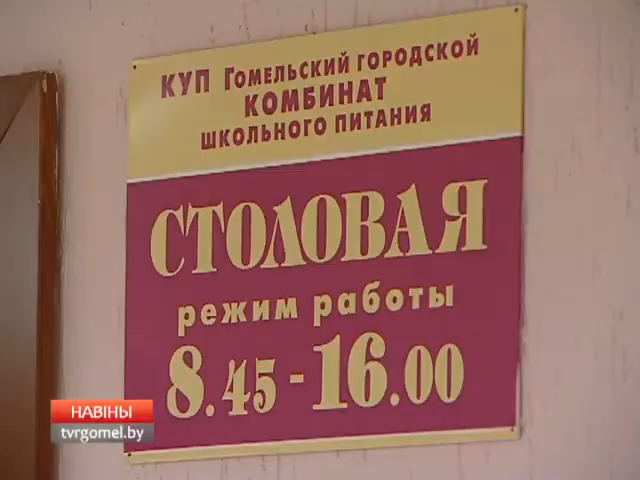 КУП ГОМЕЛЬСКИЙ ГОРОДСКОЙ
КОМБИНАТ
ШКОЛЬНОГО ПИТАНИЯ
СТОЛОВАЯ
режим работы
8.45 - 16.00
НАВІНЫ
tvrgomel.by